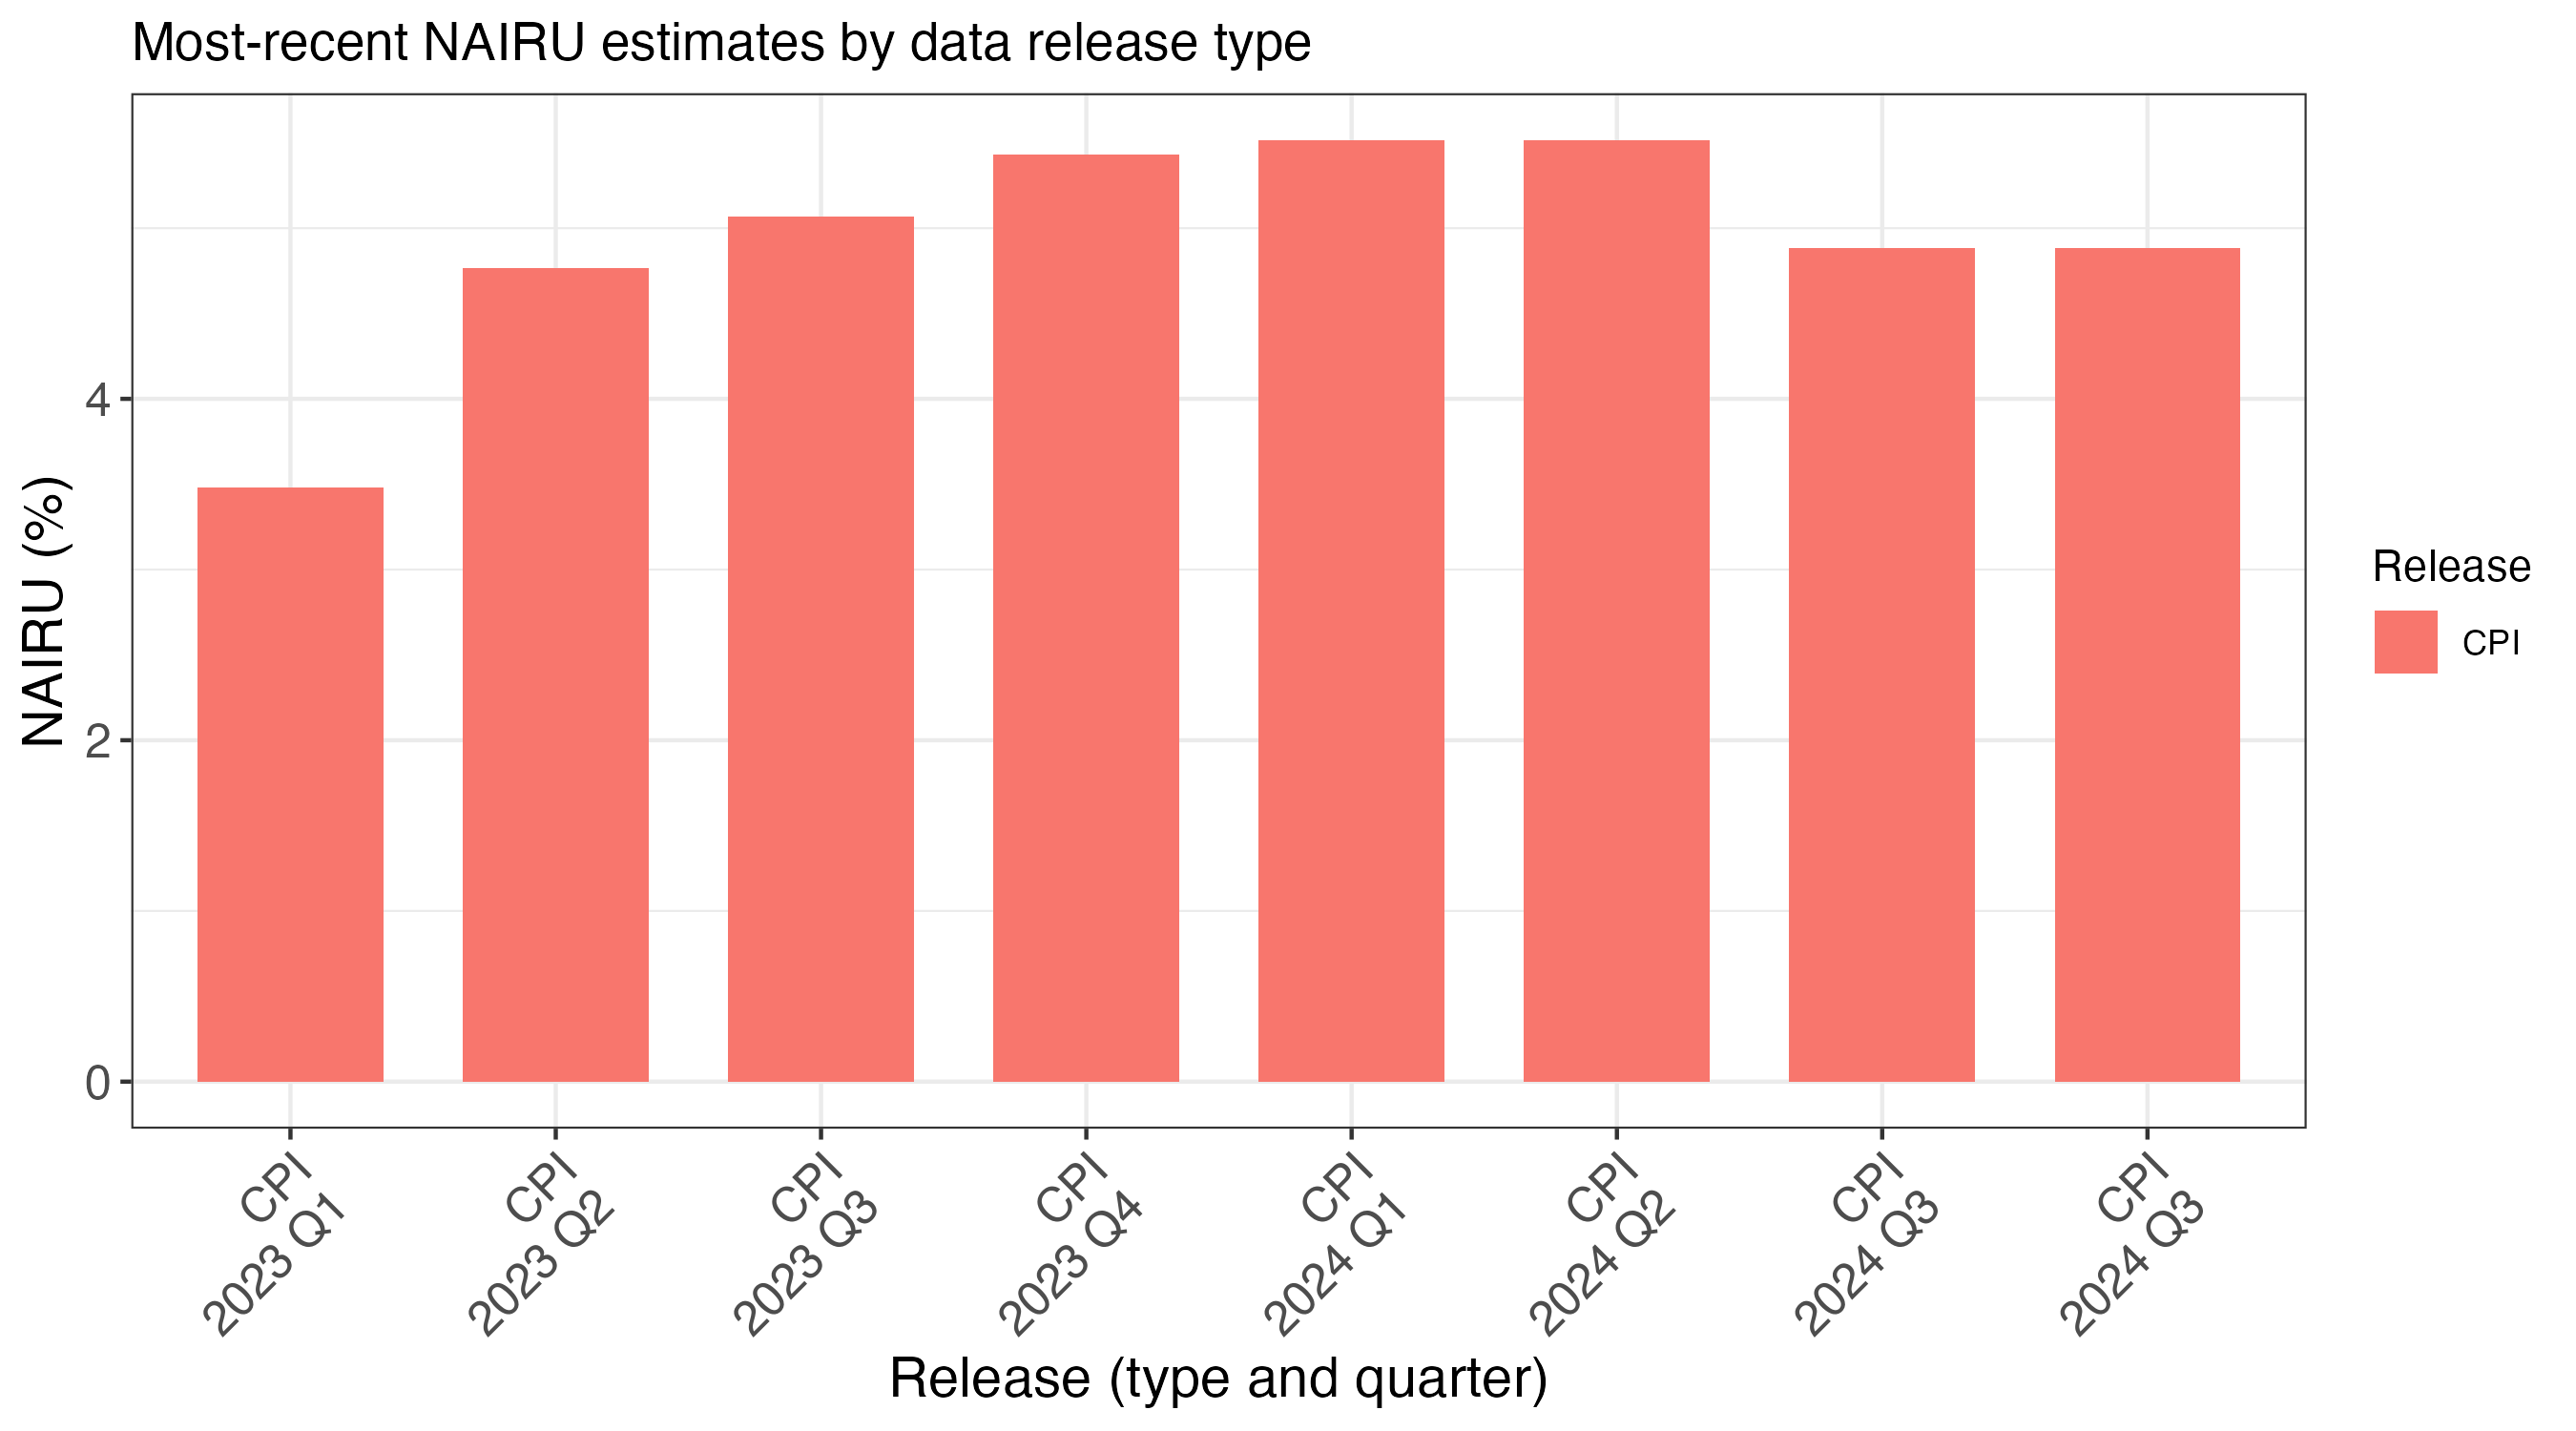 Most-recent NAIRU estimates by data release type
NAIRU (%)
4
2
0
CPI
2023 Q1
CPI
2023 Q2
CPI
2023 Q3
CPI
2023 Q4
CPI
2024 Q1
CPI
2024 Q2
CPI
2024 Q3
CPI
2024 Q3
Release (type and quarter)
Release
CPI